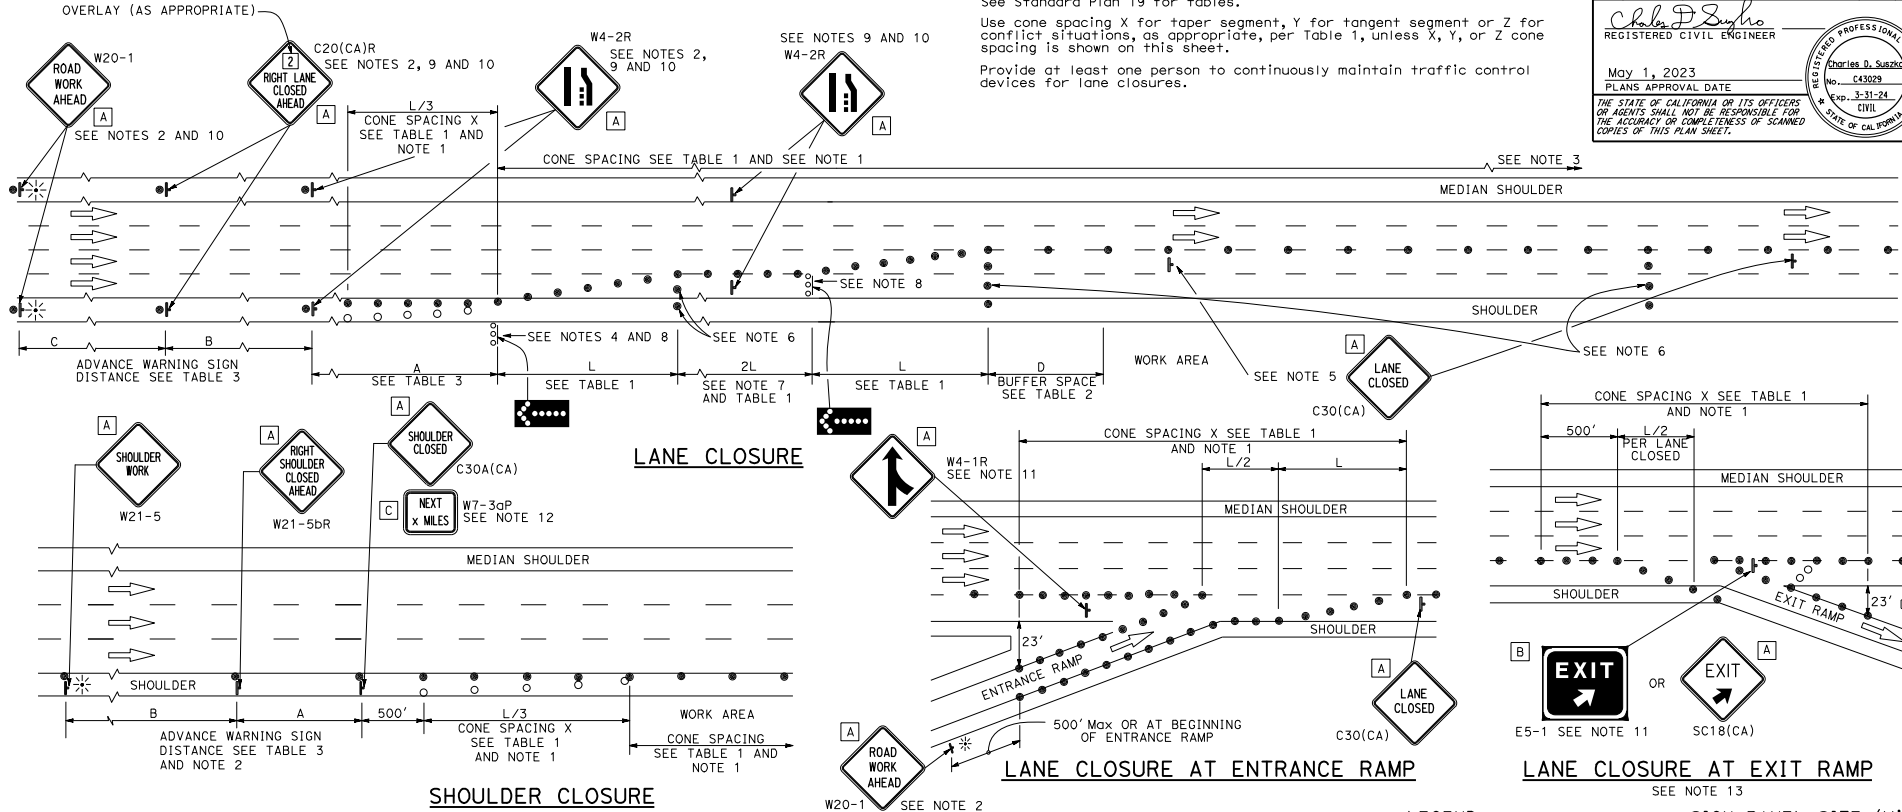 OVERLAY (AS APPROPRIATE)
ROAD
WORK
AHEAD
W20-1
A
SEE NOTES 2 AND 10
2
RIGHT LANE
CLOSED
AHEAD
C20(CA)R
SEE NOTES 2, 9 AND 10
A
L/3
CONE SPACING X
SEE TABLE 1 AND
NOTE 1
W4-2R
SEE NOTES 2,
9 AND 10
A
SEE NOTES 9 AND 10
W4-2R
A
See Standard Plan T9 for tables.
Use cone spacing X for taper segment, Y for tangent segment or Z for
conflict situations, as appropriate, per Table 1, unless X, Y, or Z cone
spacing is shown on this sheet.
Provide at least one person to continuously maintain traffic control
devices for lane closures.
REGISTERED CIVIL ENGINEER
May 1, 2023
PLANS APPROVAL DATE
THE STATE OF CALIFORNIA OR ITS OFFICERS
OR AGENTS SHALL NOT BE RESPONSIBLE FOR
THE ACCURACY OR COMPLETENESS OF SCANNED
COPIES OF THIS PLAN SHEET.
REGISTERED PROFESSIONAL
Charles D. Suszko
No. C43029
Exp. 3-31-24
CIVIL
STATE OF CALIFORNIA
CONE SPACING SEE TABLE 1 AND SEE NOTE 1
SEE NOTE 3
MEDIAN SHOULDER
SHOULDER
SEE NOTE 8
SEE NOTES 4 AND 8
SEE NOTE 6
C
B
ADVANCE WARNING SIGN
DISTANCE SEE TABLE 3
A
SEE TABLE 3
L
SEE TABLE 1
2L
SEE NOTE 7
AND TABLE 1
L
SEE TABLE 1
D
BUFFER SPACE
SEE TABLE 2
WORK AREA
SEE NOTE 5
A
LANE
CLOSED
C30(CA)
SEE NOTE 6
LANE CLOSURE
A
SHOULDER
WORK
W21-5
A
RIGHT
SHOULDER
CLOSED
AHEAD
W21-5bR
A
SHOULDER
CLOSED
C30A(CA)
C
NEXT
x MILES
W7-3aP
SEE NOTE 12
MEDIAN SHOULDER
SHOULDER
B
A
500'
L/3
WORK AREA
ADVANCE WARNING SIGN
DISTANCE SEE TABLE 3
AND NOTE 2
CONE SPACING X
SEE TABLE 1
AND NOTE 1
CONE SPACING
SEE TABLE 1 AND
NOTE 1
SHOULDER CLOSURE
A
W4-1R
SEE NOTE 11
CONE SPACING X SEE TABLE 1
AND NOTE 1
L/2
L
MEDIAN SHOULDER
23'
ENTRANCE RAMP
SHOULDER
500' Max OR AT BEGINNING
OF ENTRANCE RAMP
A
ROAD
WORK
AHEAD
W20-1
SEE NOTE 2
A
LANE
CLOSED
C30(CA)
LANE CLOSURE AT ENTRANCE RAMP
CONE SPACING X SEE TABLE 1
AND NOTE 1
500'
L/2
PER LANE
CLOSED
MEDIAN SHOULDER
SHOULDER
EXIT RAMP
23'
B
EXIT
E5-1 SEE NOTE 11
OR
A
EXIT
SC18(CA)
LANE CLOSURE AT EXIT RAMP
SEE NOTE 13